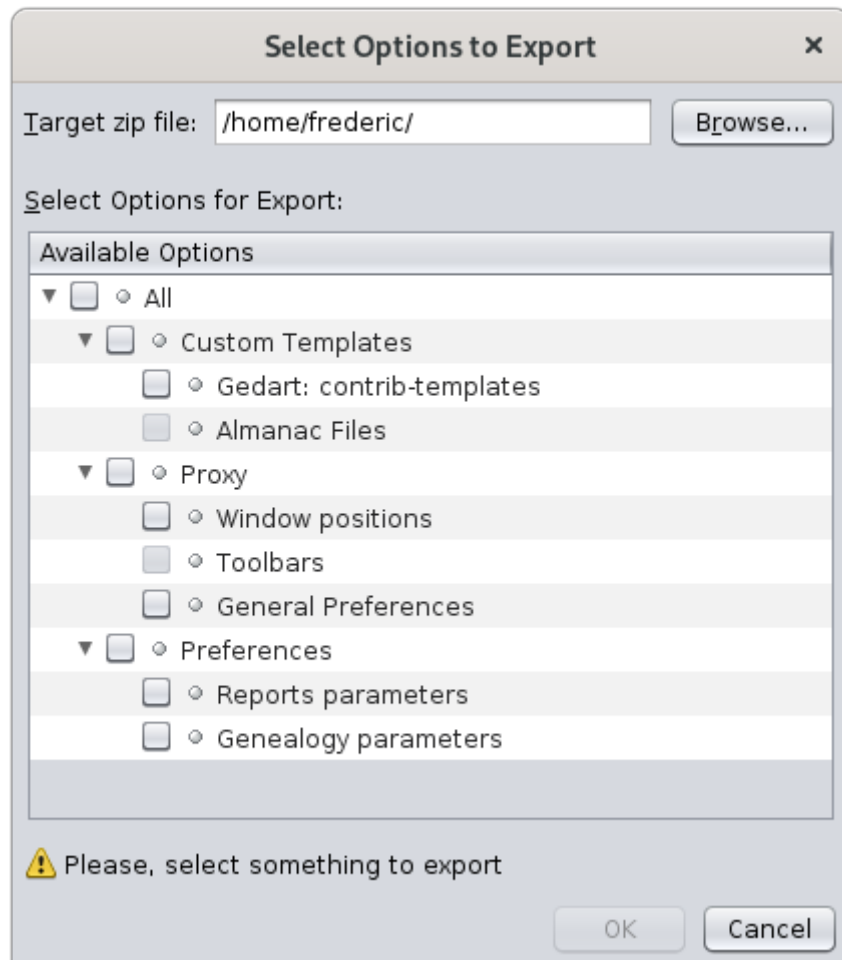 Select Options to Export
Target zip file: /home/frederic/ Browse...
Select Options for Export:
Available Options
All
Custom Templates
Gedart: contrib-templates
Almanac Files
Proxy
Window positions
Toolbars
General Preferences
Preferences
Reports parameters
Genealogy parameters
Please, select something to export
OK Cancel